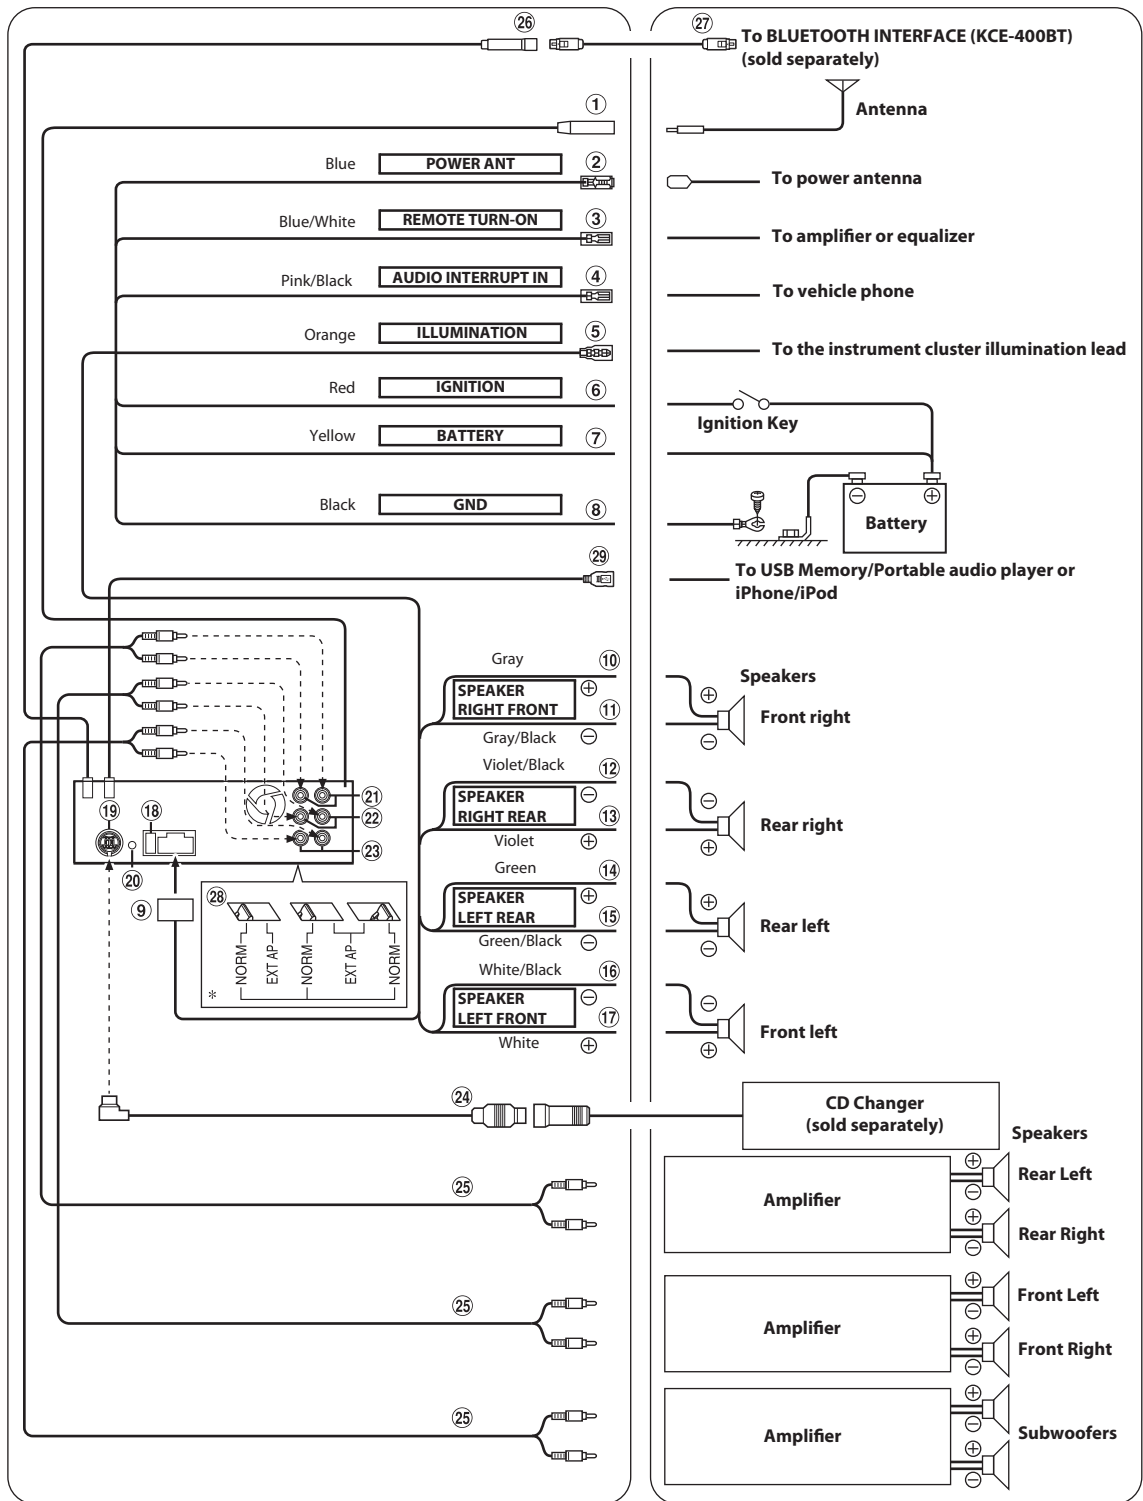 26
27
To BLUETOOTH INTERFACE (KCE-400BT)
(sold separately)
1
Antenna
Blue
POWER ANT
2
To power antenna
Blue/White
REMOTE TURN-ON
3
To amplifier or equalizer
Pink/Black
AUDIO INTERRUPT IN
4
To vehicle phone
Orange
ILLUMINATION
5
To the instrument cluster illumination lead
Red
IGNITION
6
Ignition Key
Yellow
BATTERY
7
Black
GND
8
⊖
⊕
Battery
29
To USB Memory/Portable audio player or
iPhone/iPod
Gray
10
SPEAKER
RIGHT FRONT
⊕
11
Gray/Black
⊖
Speakers
⊕
Front right
⊖
Violet/Black
12
SPEAKER
RIGHT REAR
⊖
13
Violet
⊕
⊖
Rear right
⊕
Green
14
SPEAKER
LEFT REAR
⊕
15
Green/Black
⊖
⊕
Rear left
⊖
White/Black
16
SPEAKER
LEFT FRONT
⊖
17
White
⊕
⊖
Front left
⊕
19
18
21
22
23
20
9
28
NORM
EXT AP
NORM
EXT AP
NORM
*
24
CD Changer
(sold separately)
Speakers
25
Amplifier
⊕
Rear Left
⊖
⊕
Rear Right
⊖
25
Amplifier
⊕
Front Left
⊖
⊕
Front Right
⊖
25
Amplifier
⊕
⊖
Subwoofers
⊕
⊖